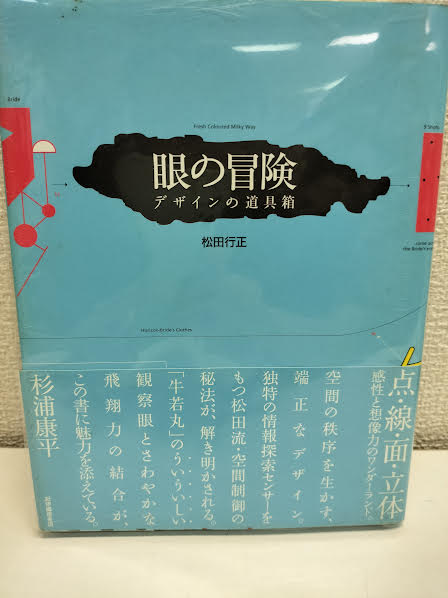 Bride
Fresh Coloured Milky Way
9 Shots
眼の冒険
デザインの道具箱
松田行正
Horizon-Bride's Clothes
点・線・面・立体
感性と想像力のワンダーランド。
空間の秩序を生かす、
端正なデザイン。
独特の情報探索センサーを
もつ松田流・空間制御の
秘法が、解き明かされる。
「牛若丸」のういういしい
観察眼とさわやかな
飛翔力の結合が、
この書に魅力を添えている。
杉浦康平
紀伊國屋書店